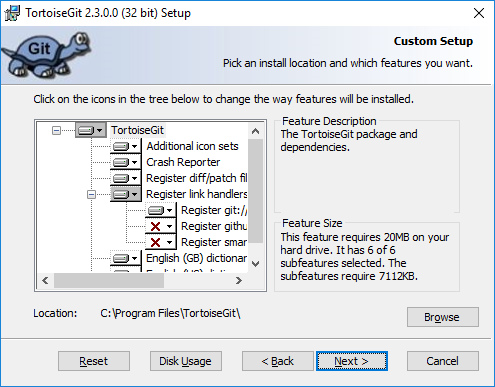 TortoiseGit 2.3.0.0 (32 bit) Setup
Git
Custom Setup
Pick an install location and which features you want.
Click on the icons in the tree below to change the way features will be installed.
TortoiseGit
Additional icon sets
Crash Reporter
Register diff/patch fil
Register link handlers
Register git://
Register githu
Register smar
English (GB) dictionar
English (US) diction
Feature Description
The TortoiseGit package and
dependencies.
Feature Size
This feature requires 20MB on your
hard drive. It has 6 of 6
subfeatures selected. The
subfeatures require 7112KB.
Location: C:\Program Files\TortoiseGit\
Browse
Reset Disk Usage < Back Next > Cancel